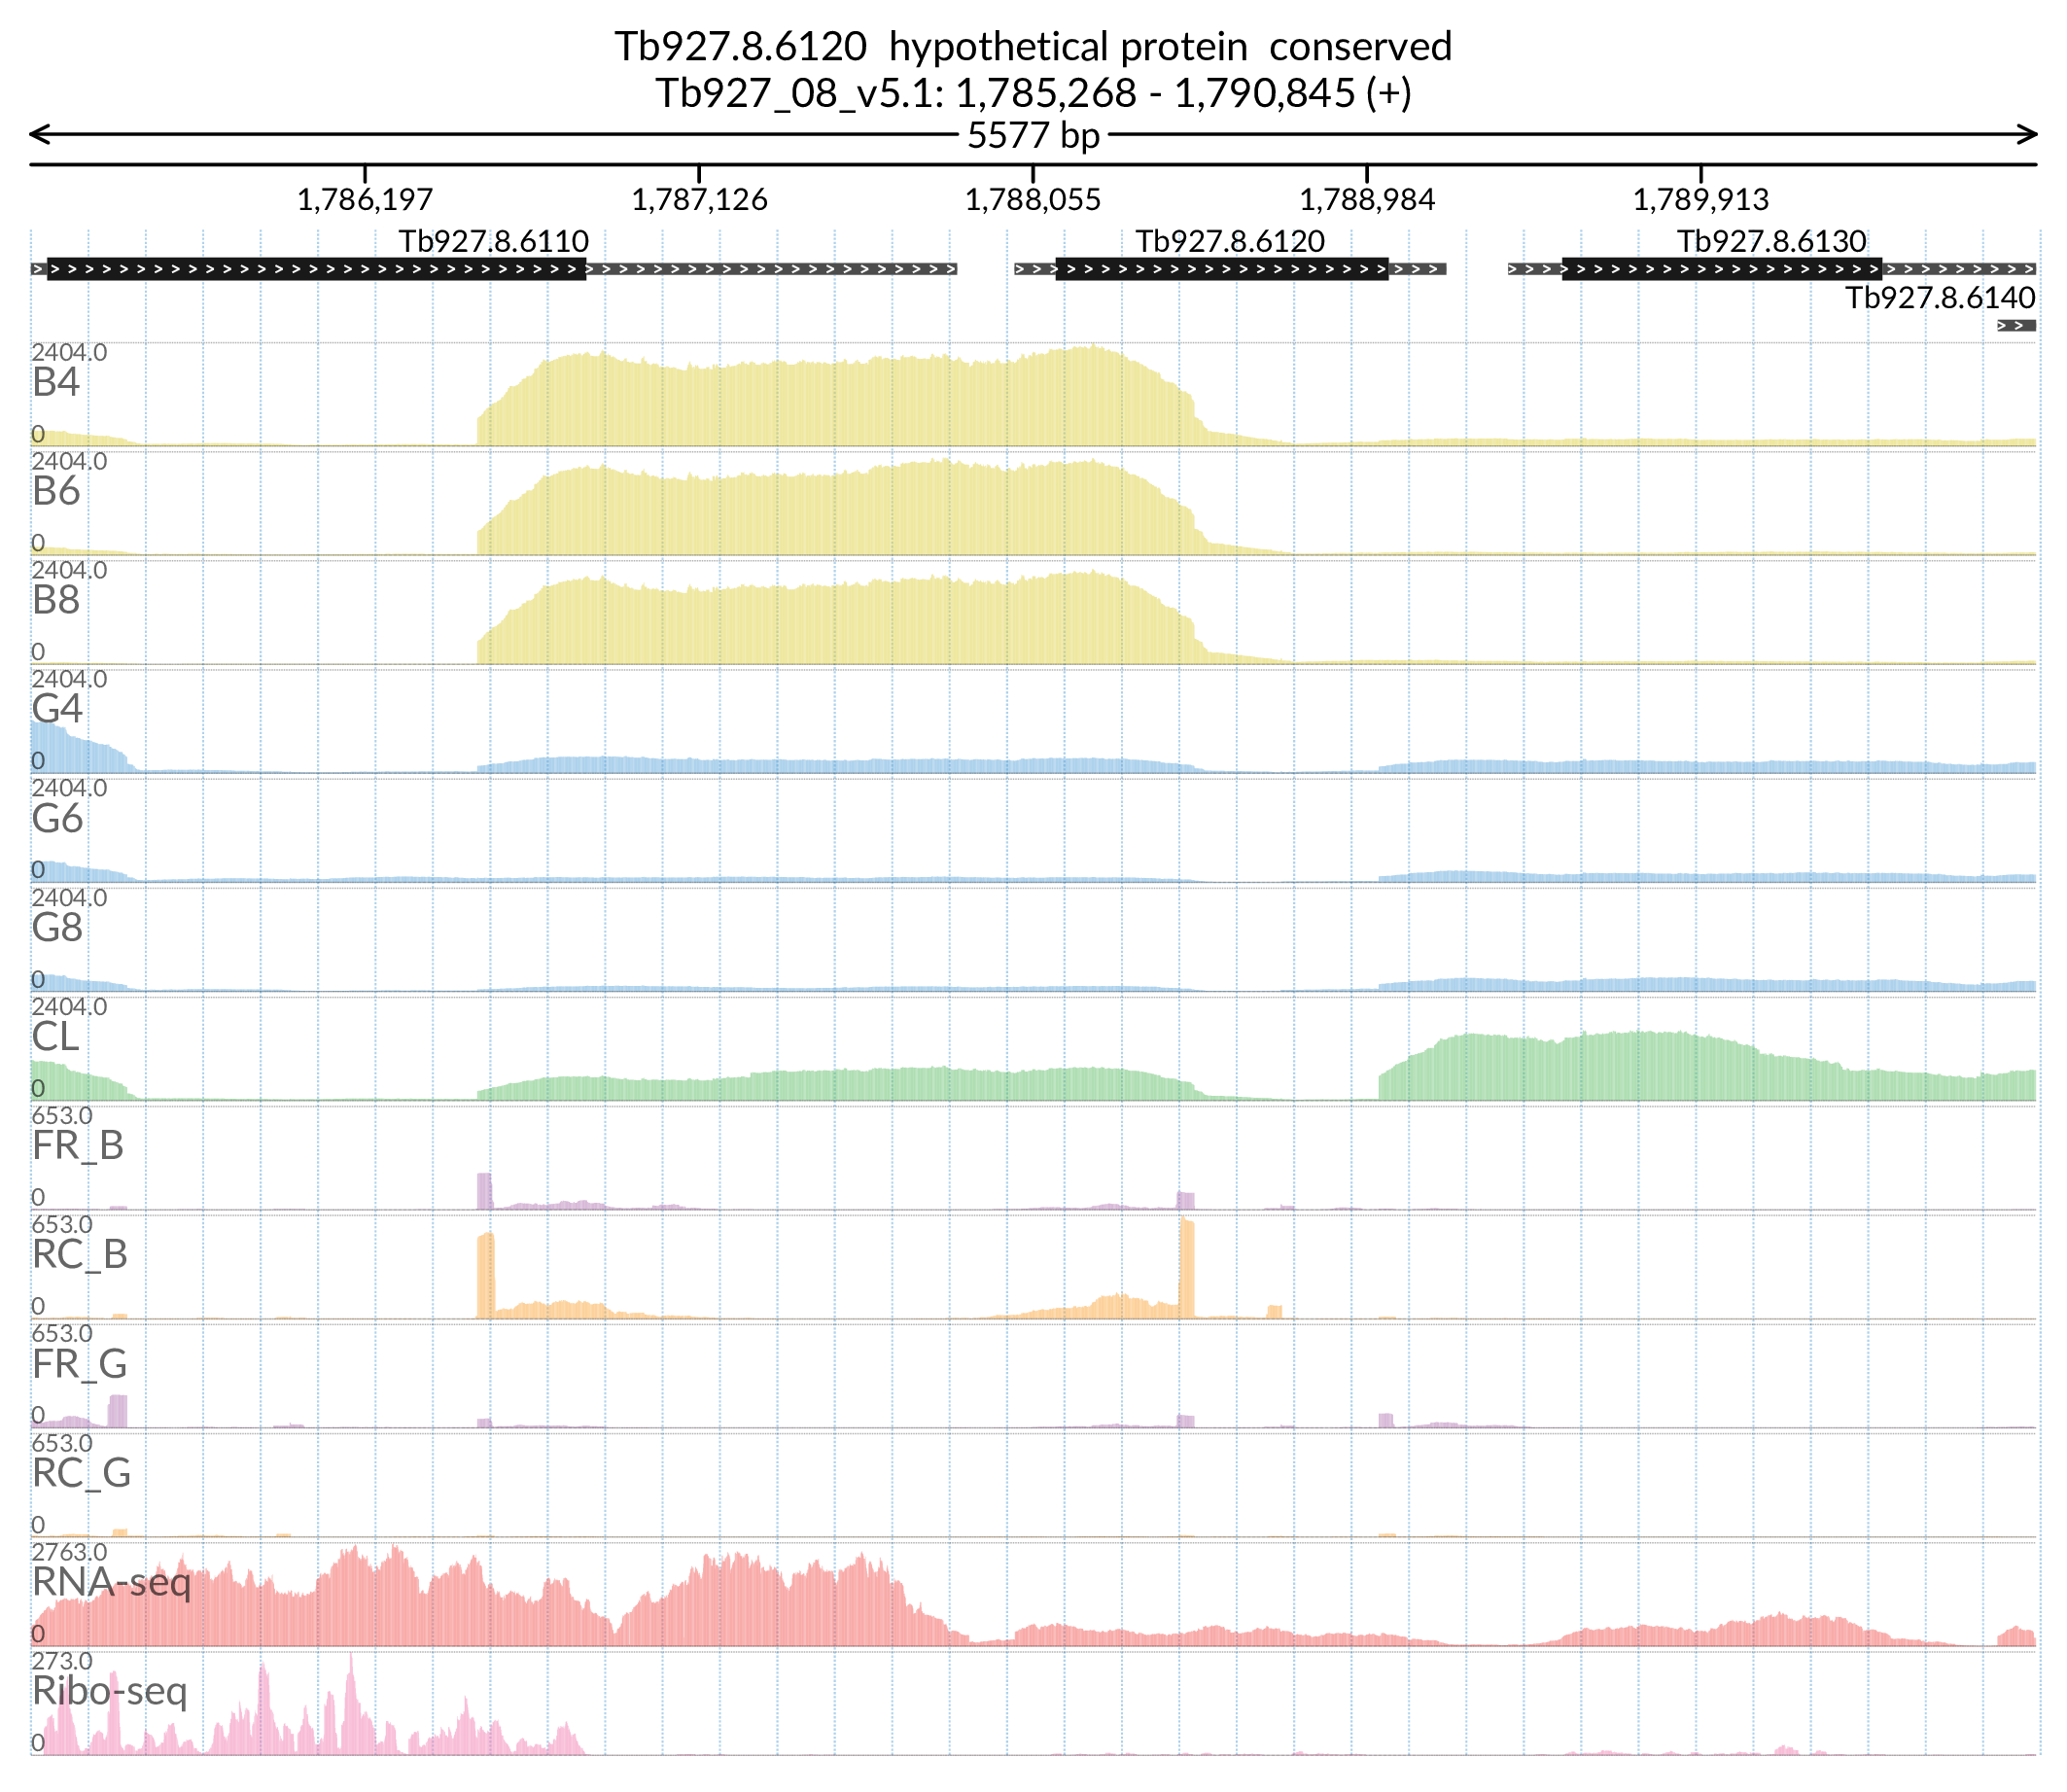 Tb927.8.6120 hypothetical protein conserved
Tb927_08_v5.1: 1,785,268 - 1,790,845 (+)
5577 bp
1,786,197 1,787,126 1,788,055 1,788,984 1,789,913
Tb927.8.6110 Tb927.8.6120 Tb927.8.6130
Tb927.8.6140
2404.0
B4
0
2404.0
B6
0
2404.0
B8
0
2404.0
G4
0
2404.0
G6
0
2404.0
G8
0
2404.0
CL
0
653.0
FR_B
0
653.0
RC_B
0
653.0
FR_G
0
653.0
RC_G
0
2763.0
RNA-seq
0
273.0
Ribo-seq
0